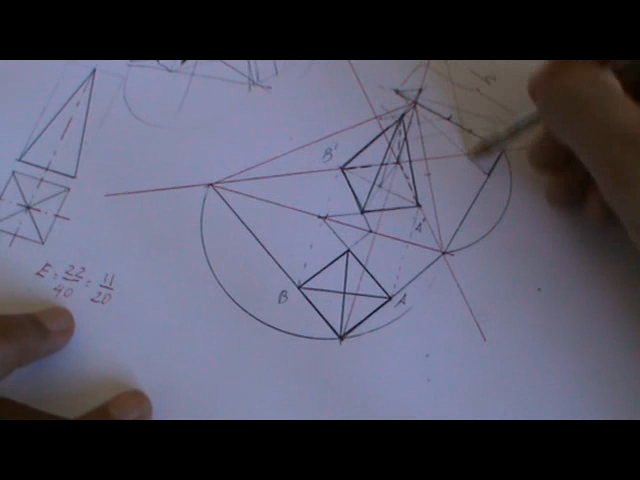 B'
A'
B
A
E = 22/40 = 11/20